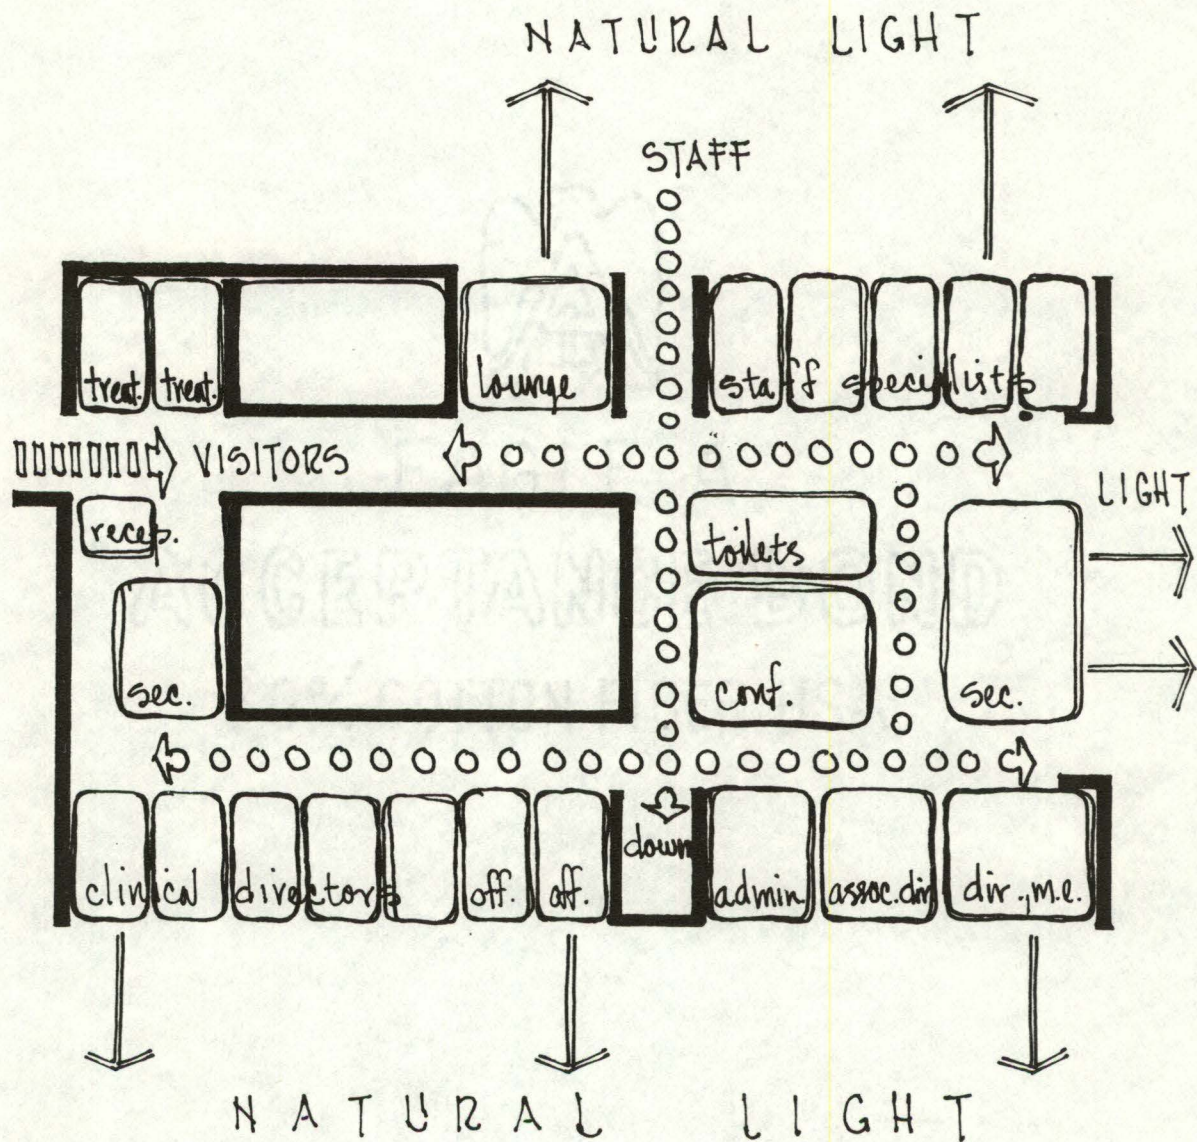 NATURAL LIGHT
STAFF
treat. treat. lounge staff specialists
VISITORS
LIGHT
recep. toilets
sec. conf. sec.
down
clinical directors off. off. admin assoc.dir dir., m.e.
NATURAL LIGHT